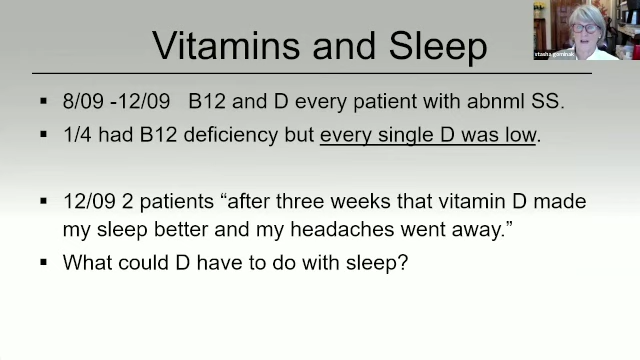 Vitamins and Sleep
stasha gominak
▪ 8/09 -12/09 B12 and D every patient with abnml SS.
▪ 1/4 had B12 deficiency but every single D was low.
▪ 12/09 2 patients “after three weeks that vitamin D made
my sleep better and my headaches went away.”
▪ What could D have to do with sleep?